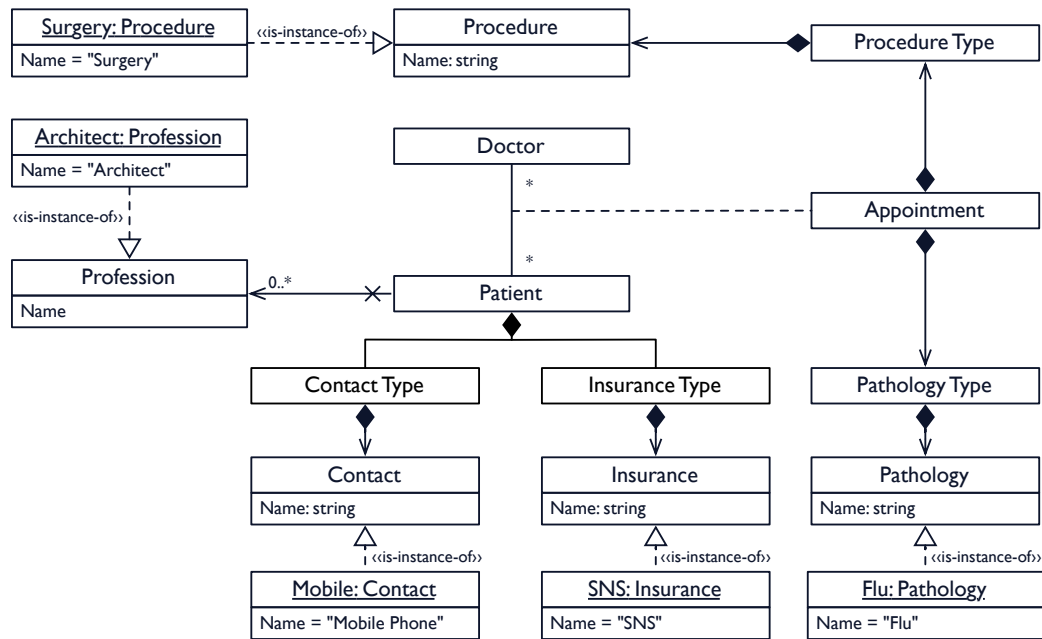 Surgery: Procedure
Name = "Surgery"
‹‹is-instance-of››
Procedure
Name: string
Procedure Type
Architect: Profession
Name = "Architect"
‹‹is-instance-of››
Doctor
*
Appointment
*
Profession
Name
0..*
Patient
Contact Type
Insurance Type
Pathology Type
Contact
Name: string
Insurance
Name: string
Pathology
Name: string
‹‹is-instance-of››
‹‹is-instance-of››
‹‹is-instance-of››
Mobile: Contact
Name = "Mobile Phone"
SNS: Insurance
Name = "SNS"
Flu: Pathology
Name = "Flu"